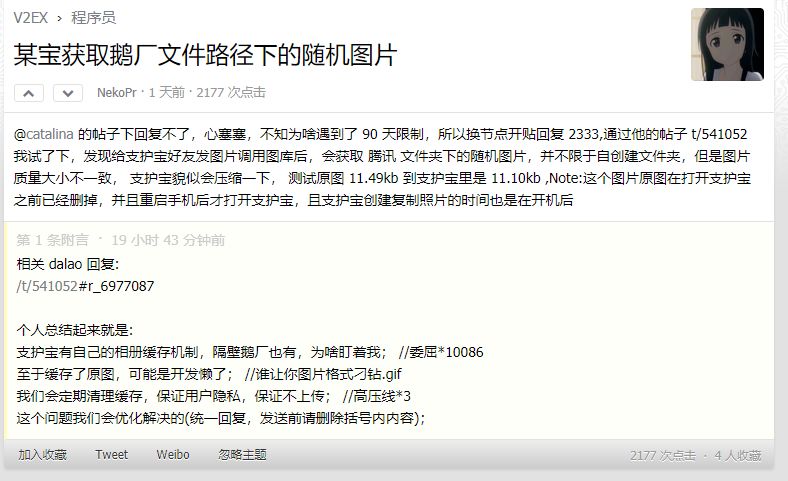 V2EX › 程序员
某宝获取鹅厂文件路径下的随机图片
NekoPr · 1 天前 · 2177 次点击
@catalina 的帖子下回复不了，心塞塞，不知为啥遇到了 90 天限制，所以换节点开贴回复 2333,通过他的帖子 t/541052
我试了下，发现给支护宝好友发图片调用图库后，会获取 腾讯 文件夹下的随机图片，并不限于自创建文件夹，但是图片
质量大小不一致， 支护宝貌似会压缩一下， 测试原图 11.49kb 到支护宝里是 11.10kb ,Note:这个图片原图在打开支护宝
之前已经删掉，并且重启手机后才打开支护宝，且支护宝创建复制照片的时间也是在开机后
第 1 条附言 · 19 小时 43 分钟前
相关 dalao 回复:
/t/541052#r_6977087
个人总结起来就是:
支护宝有自己的相册缓存机制，隔壁鹅厂也有，为啥盯着我； //委屈*10086
至于缓存了原图，可能是开发懒了； //谁让你图片格式刁钻.gif
我们会定期清理缓存，保证用户隐私，保证不上传； //高压线*3
这个问题我们会优化解决的(统一回复，发送前请删除括号内内容)；
加入收藏 Tweet Weibo 忽略主题 2177 次点击 · 4 人收藏